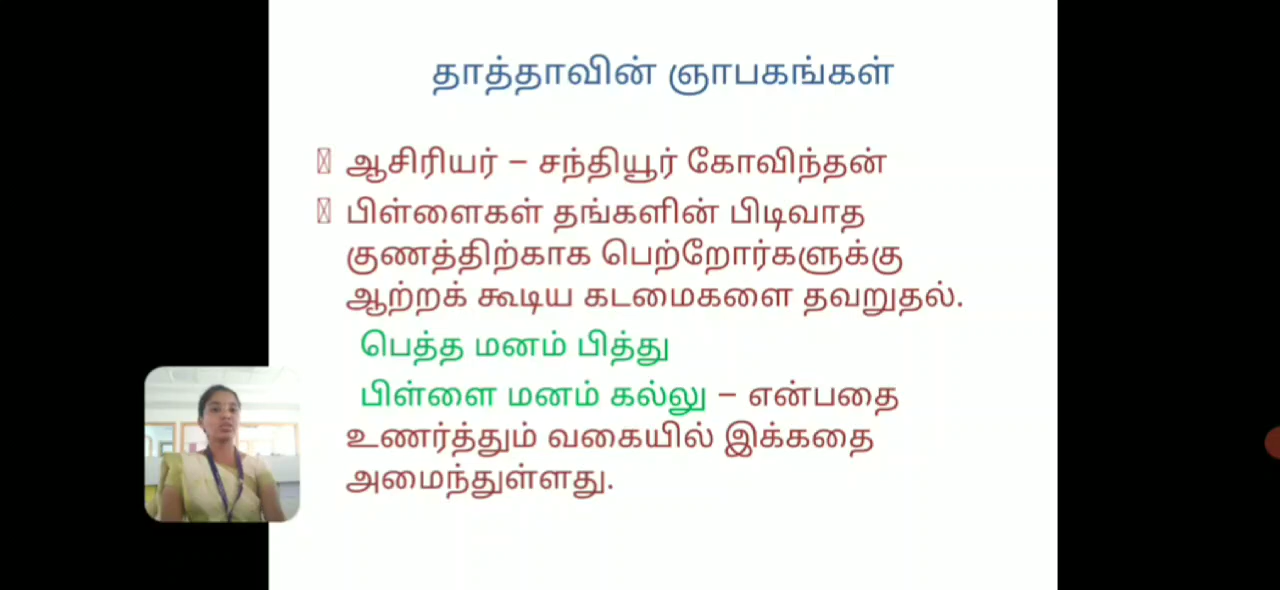 தாத்தாவின் ஞாபகங்கள்
ஆசிரியர் – சந்தியூர் கோவிந்தன்
பிள்ளைகள் தங்களின் பிடிவாத
குணத்திற்காக பெற்றோர்களுக்கு
ஆற்றக் கூடிய கடமைகளை தவறுதல்.
பெத்த மனம் பித்து
பிள்ளை மனம் கல்லு – என்பதை
உணர்த்தும் வகையில் இக்கதை
அமைந்துள்ளது.